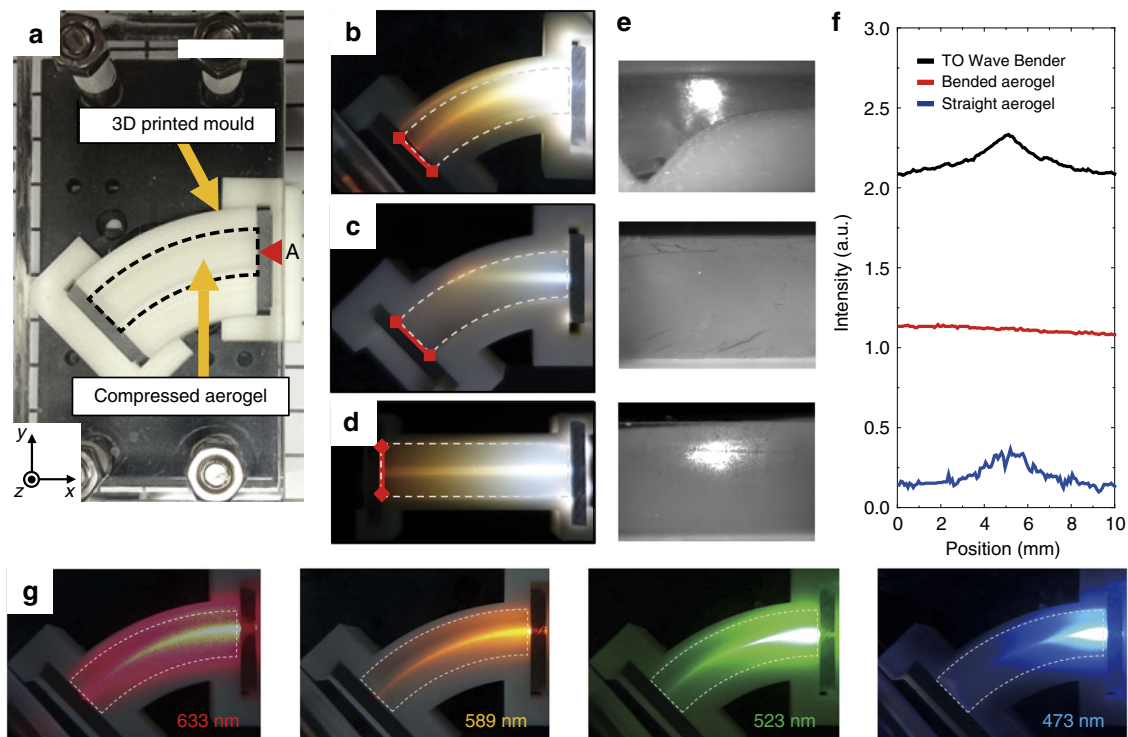 a
3D printed mould
A
Compressed aerogel
y
z
x
b
c
d
e
f
3.0
2.5
2.0
1.5
1.0
0.5
0.0
Intensity (a.u.)
TO Wave Bender
Bended aerogel
Straight aerogel
0
2
4
6
8
10
Position (mm)
g
633 nm
589 nm
523 nm
473 nm